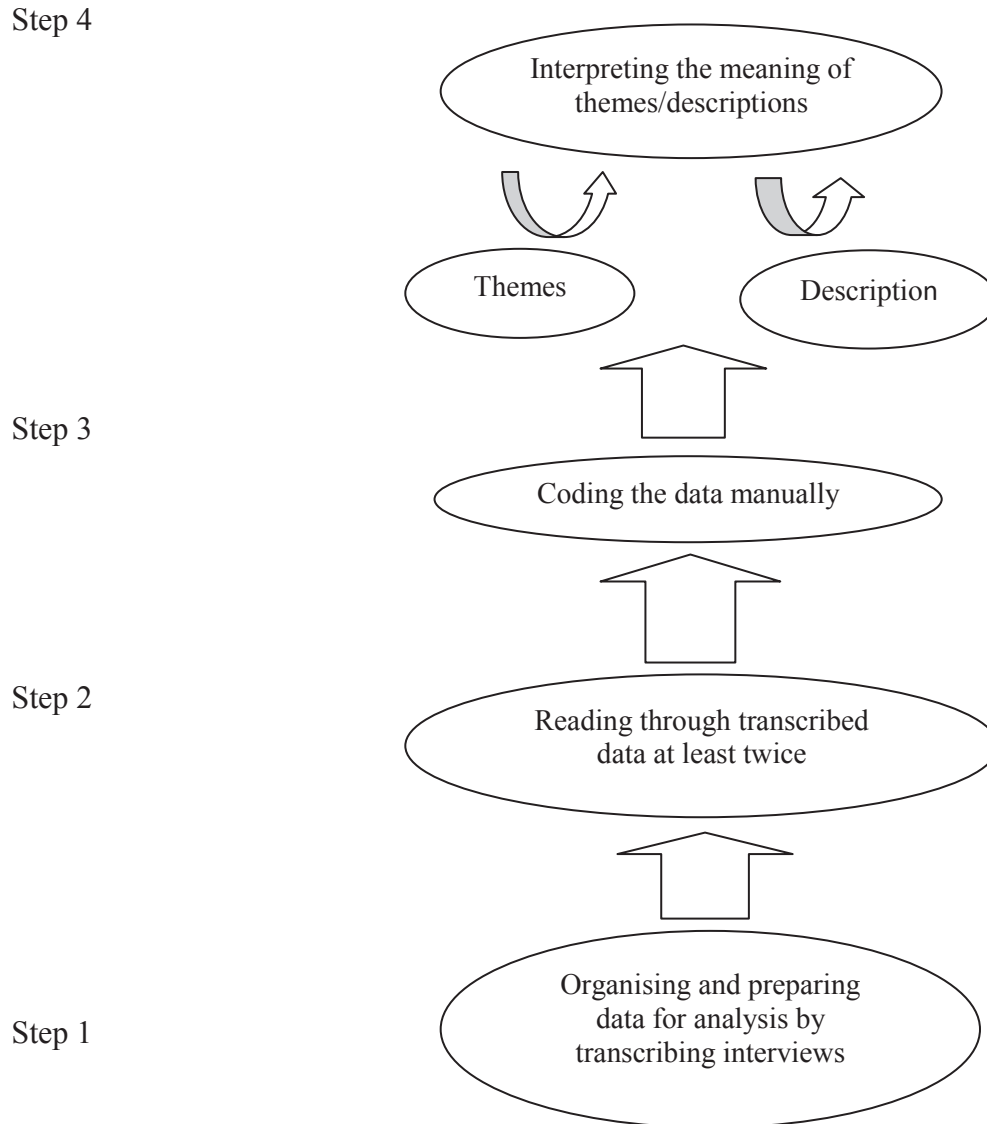 Step 4
Interpreting the meaning of
themes/descriptions
Themes
Description
Step 3
Coding the data manually
Step 2
Reading through transcribed
data at least twice
Organising and preparing
data for analysis by
Step 1
transcribing interviews